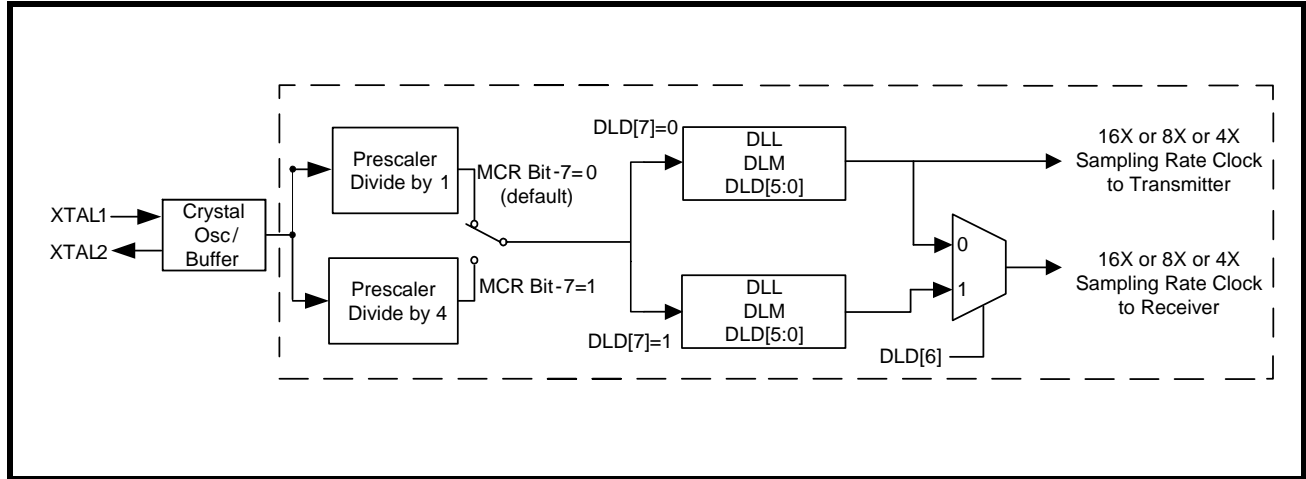 XTAL1
XTAL2
Crystal
Osc/
Buffer
Prescaler
Divide by 1
Prescaler
Divide by 4
MCR Bit-7=0
(default)
MCR Bit-7=1
DLD[7]=0
DLL
DLM
DLD[5:0]
DLD[7]=1
DLL
DLM
DLD[5:0]
0
1
DLD[6]
16X or 8X or 4X
Sampling Rate Clock
to Transmitter
16X or 8X or 4X
Sampling Rate Clock
to Receiver